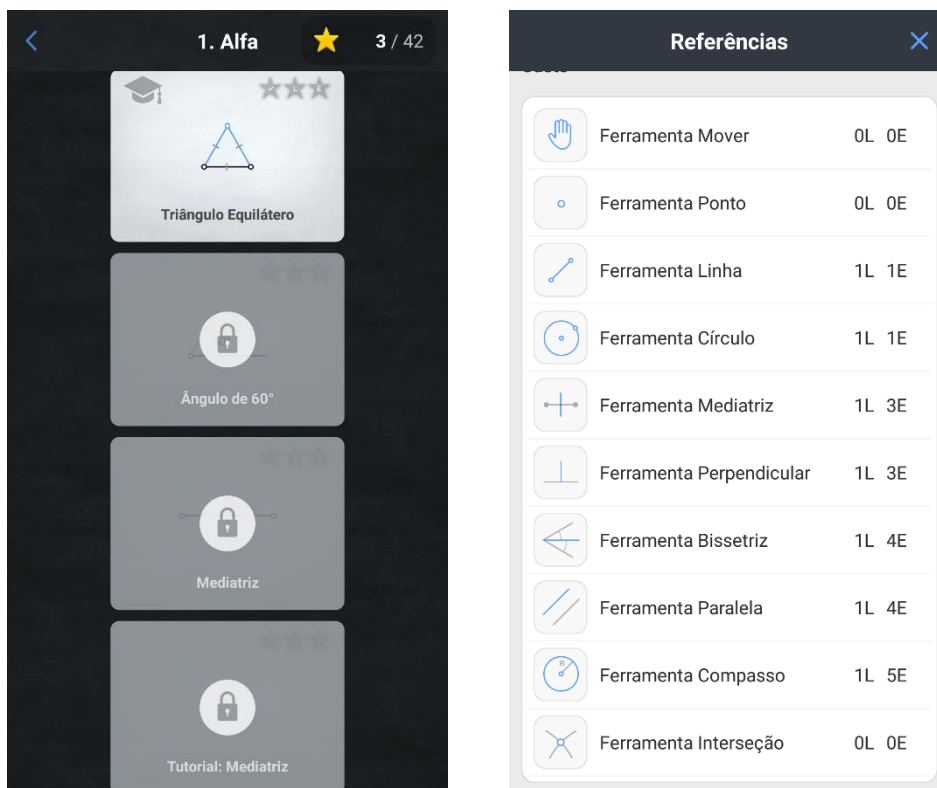 1. Alfa
3 / 42
Triângulo Equilátero
Ângulo de 60°
Mediatriz
Tutorial: Mediatriz
Referências
Ferramenta Mover 0L 0E
Ferramenta Ponto 0L 0E
Ferramenta Linha 1L 1E
Ferramenta Círculo 1L 1E
Ferramenta Mediatriz 1L 3E
Ferramenta Perpendicular 1L 3E
Ferramenta Bissetriz 1L 4E
Ferramenta Paralela 1L 4E
R
Ferramenta Compasso 1L 5E
Ferramenta Interseção 0L 0E